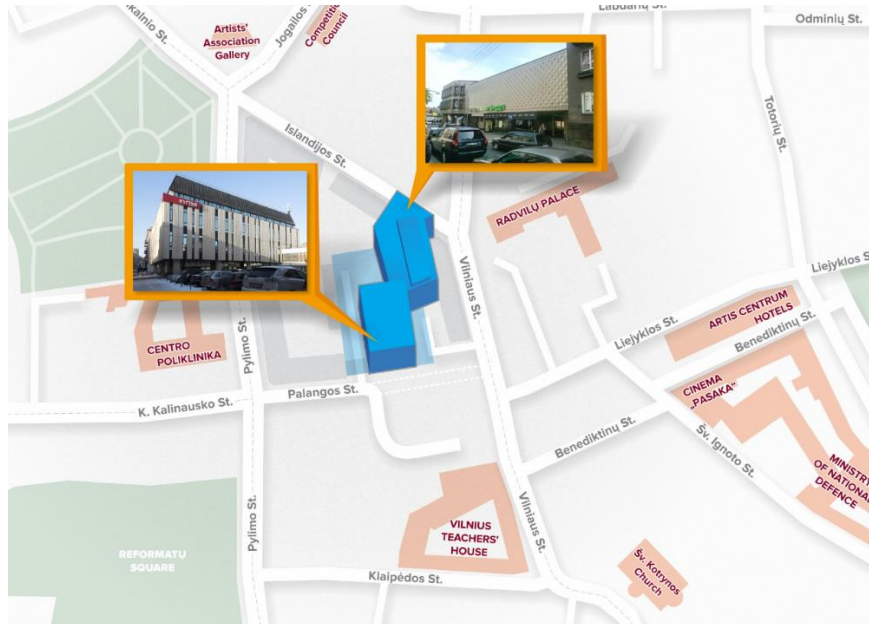 Labdarių St.
Odminių St.
Artists'
Association
Gallery
Jogailos St.
Competition
Council
Islandijos St.
Totorių St.
RADVILŲ PALACE
Vilniaus St.
Liejyklos St.
ARTIS CENTRUM
HOTELS
Liejyklos St.
Benediktinų St.
CENTRO
POLIKLINIKA
Pylimo St.
Palangos St.
K. Kalinausko St.
CINEMA
„PASAKA“
Benediktinų St.
Šv. Ignoto St.
MINISTRY
OF NATIONAL
DEFENCE
Vilniaus St.
VILNIUS
TEACHERS'
HOUSE
Pylimo St.
REFORMATŲ
SQUARE
Klaipėdos St.
Šv. Kotrynos
Church